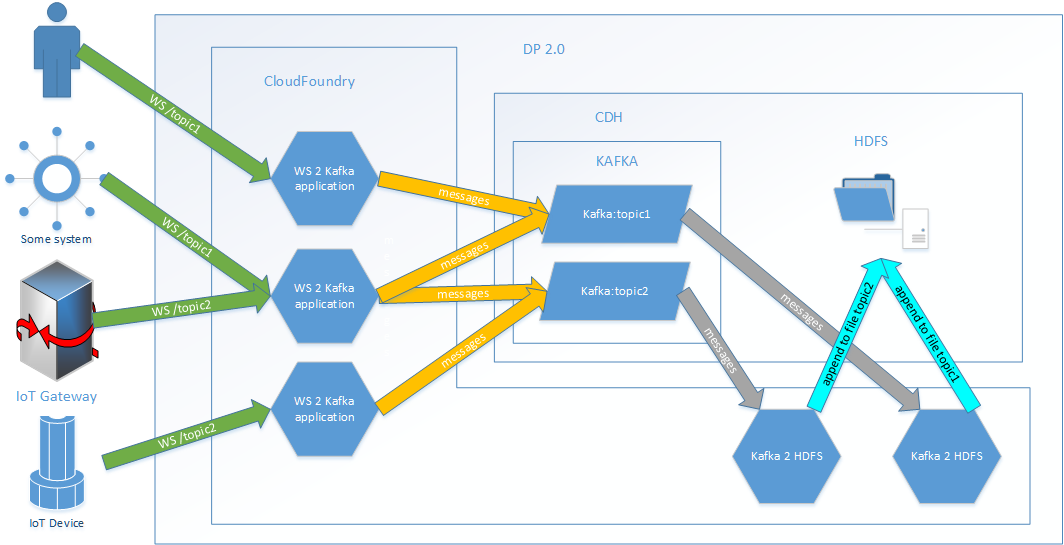 DP 2.0
CloudFoundry
CDH
KAFKA
HDFS
WS /topic1
WS 2 Kafka
application
messages
Kafka:topic1
Some system
WS /topic1
WS /topic2
WS 2 Kafka
application
messages
messages
Kafka:topic2
IoT Gateway
WS /topic2
WS 2 Kafka
application
messages
messages
messages
append to file topic2
append to file topic1
Kafka 2 HDFS
Kafka 2 HDFS
IoT Device